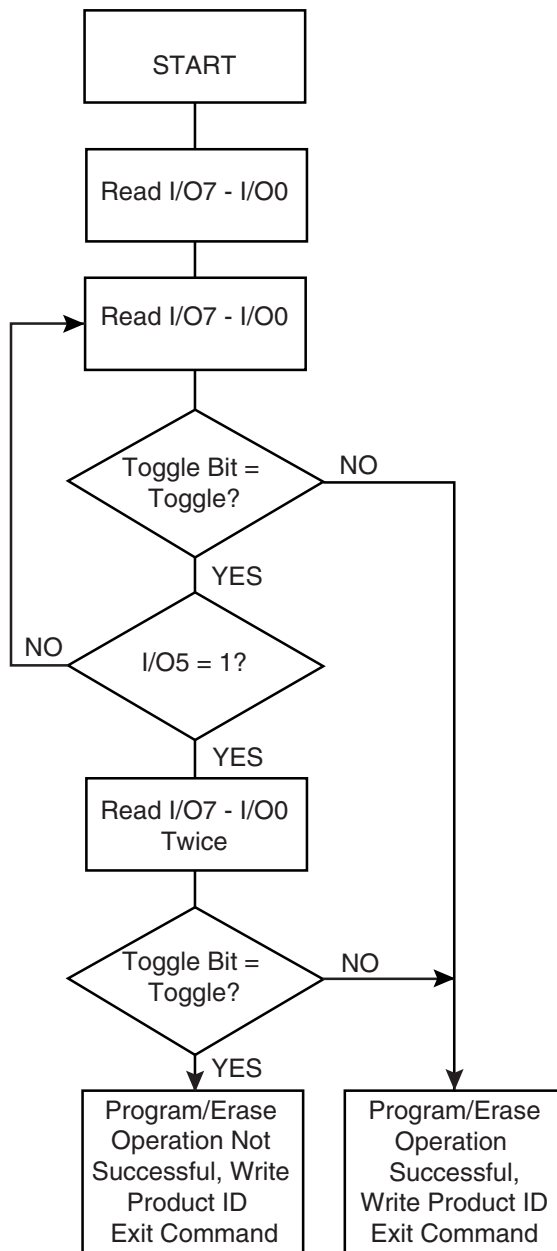 START
Read I/O7 - I/O0
Read I/O7 - I/O0
Toggle Bit =
Toggle?
NO
YES
NO
I/O5 = 1?
YES
Read I/O7 - I/O0
Twice
Toggle Bit =
Toggle?
NO
YES
Program/Erase
Operation Not
Successful, Write
Product ID
Exit Command
Program/Erase
Operation
Successful,
Write Product ID
Exit Command